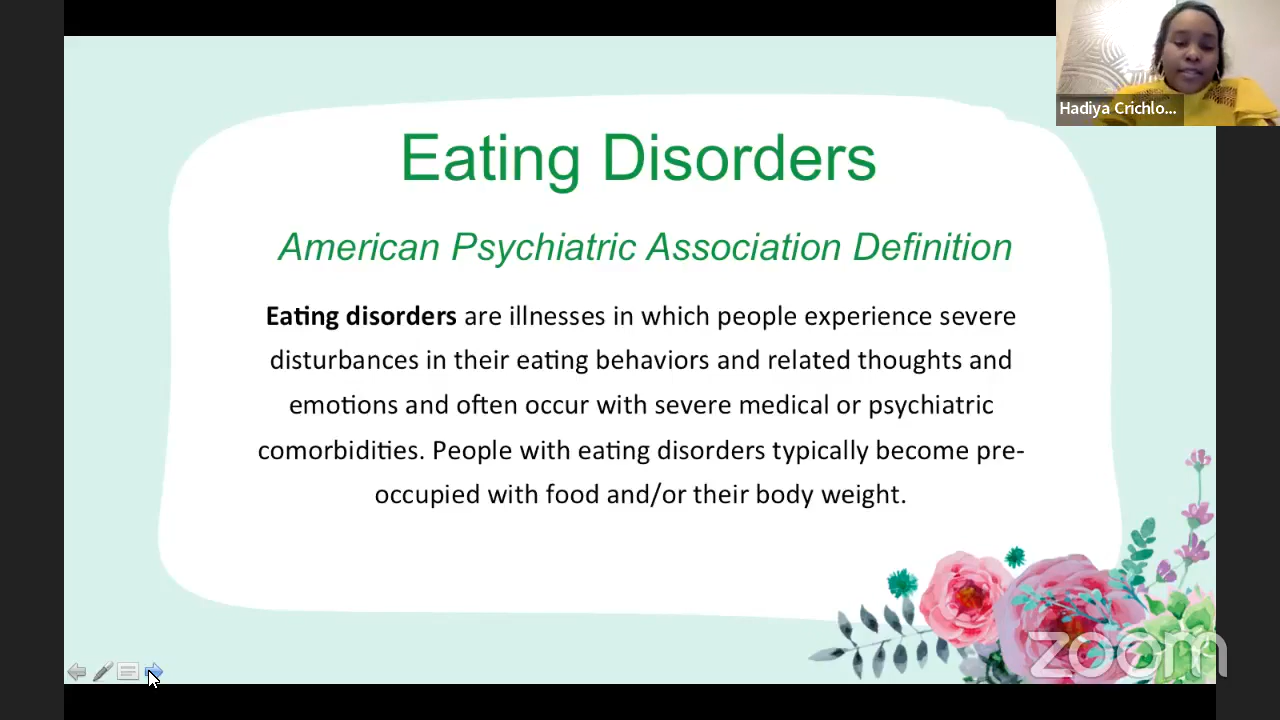 Hadiya Crichlo...
Eating Disorders
American Psychiatric Association Definition
Eating disorders are illnesses in which people experience severe
disturbances in their eating behaviors and related thoughts and
emotions and often occur with severe medical or psychiatric
comorbidities. People with eating disorders typically become pre-
occupied with food and/or their body weight.
zoom